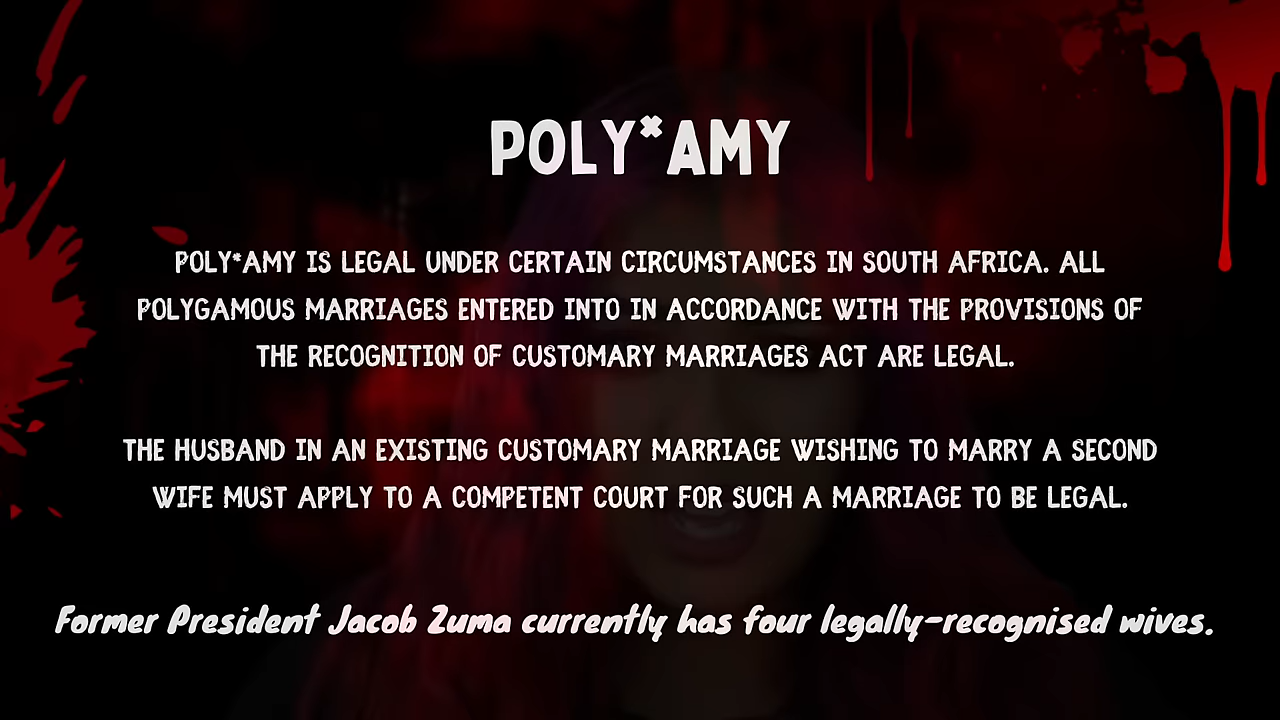 POLY*AMY
POLY*AMY IS LEGAL UNDER CERTAIN CIRCUMSTANCES IN SOUTH AFRICA. ALL
POLYGAMOUS MARRIAGES ENTERED INTO IN ACCORDANCE WITH THE PROVISIONS OF
THE RECOGNITION OF CUSTOMARY MARRIAGES ACT ARE LEGAL.
THE HUSBAND IN AN EXISTING CUSTOMARY MARRIAGE WISHING TO MARRY A SECOND
WIFE MUST APPLY TO A COMPETENT COURT FOR SUCH A MARRIAGE TO BE LEGAL.
Former President Jacob Zuma currently has four legally-recognised wives.